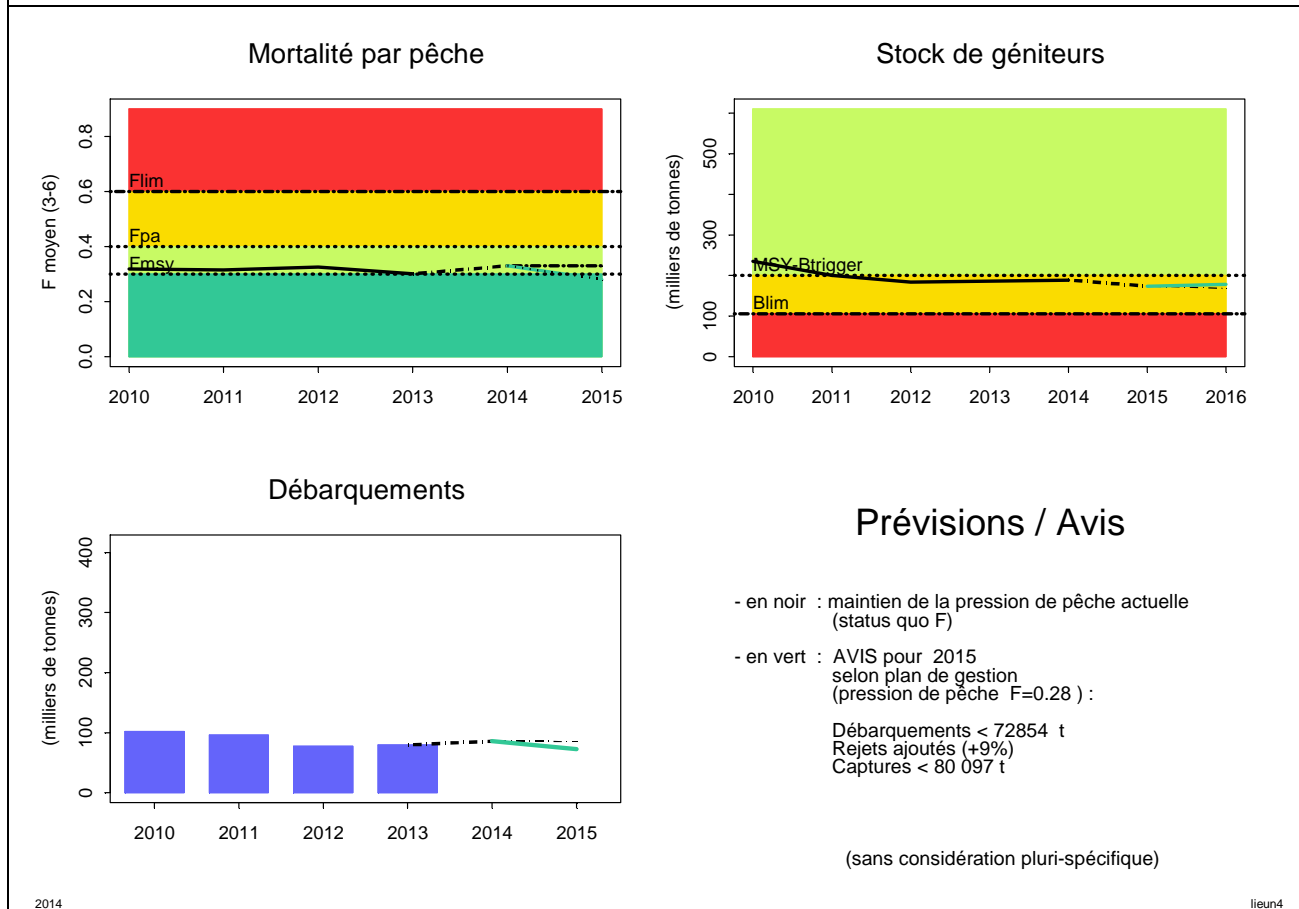 Mortalité par pêche
F moyen (3-6)
0.8
0.6
0.4
0.2
0.0
Flim
Fpa
Fmsy
2010 2011 2012 2013 2014 2015
Stock de géniteurs
(milliers de tonnes)
500
300
100
0
MSY-Btrigger
Blim
2010 2011 2012 2013 2014 2015 2016
Débarquements
(milliers de tonnes)
400
300
200
100
0
2010 2011 2012 2013 2014 2015
Prévisions / Avis
- en noir : maintien de la pression de pêche actuelle
(status quo F)
- en vert : AVIS pour 2015
selon plan de gestion
(pression de pêche F=0.28 ) :
Débarquements < 72854 t
Rejets ajoutés (+9%)
Captures < 80 097 t
(sans considération pluri-spécifique)
2014
lieun4